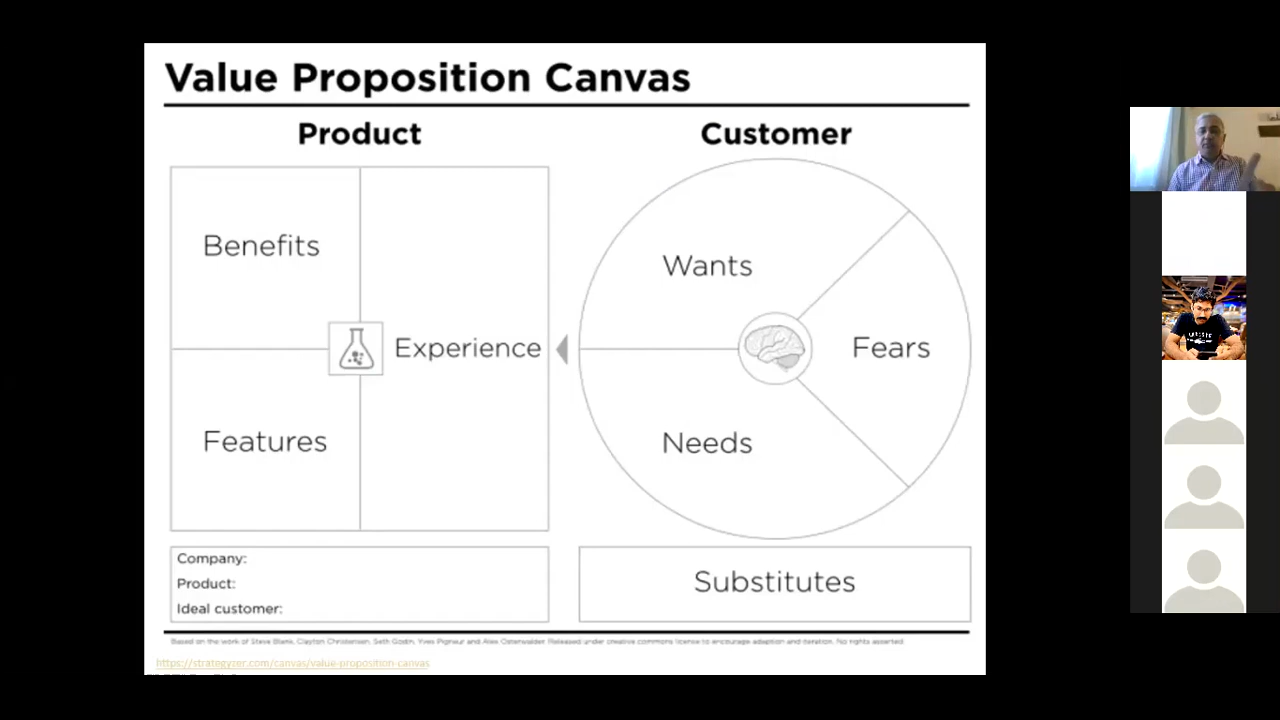 Value Proposition Canvas
Product
Customer
Benefits
Wants
Experience
Fears
Features
Needs
Company:
Product:
Ideal customer:
Substitutes
Based on the work of Steve Blank, Clayton Christensen, Seth Godin, Yves Pigneur and Alex Osterwalder. Released under creative commons license to encourage adaption and iteration. No rights asserted.
https://strategyzer.com/canvas/value-proposition-canvas